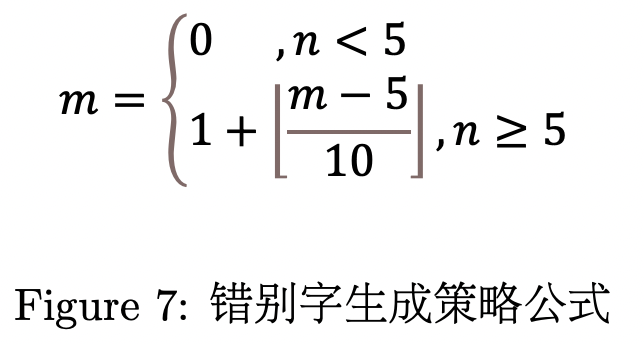 m = { 0 , n < 5
1 + ⌊(m − 5) / 10⌋ , n ≥ 5
Figure 7: 错别字生成策略公式